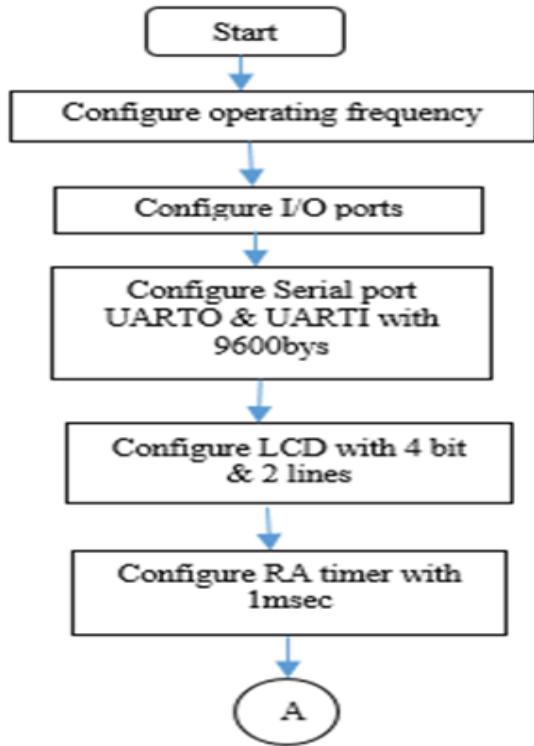 Start
Configure operating frequency
Configure I/O ports
Configure Serial port
UARTO & UARTI with
9600bys
Configure LCD with 4 bit
& 2 lines
Configure RA timer with
1msec
A